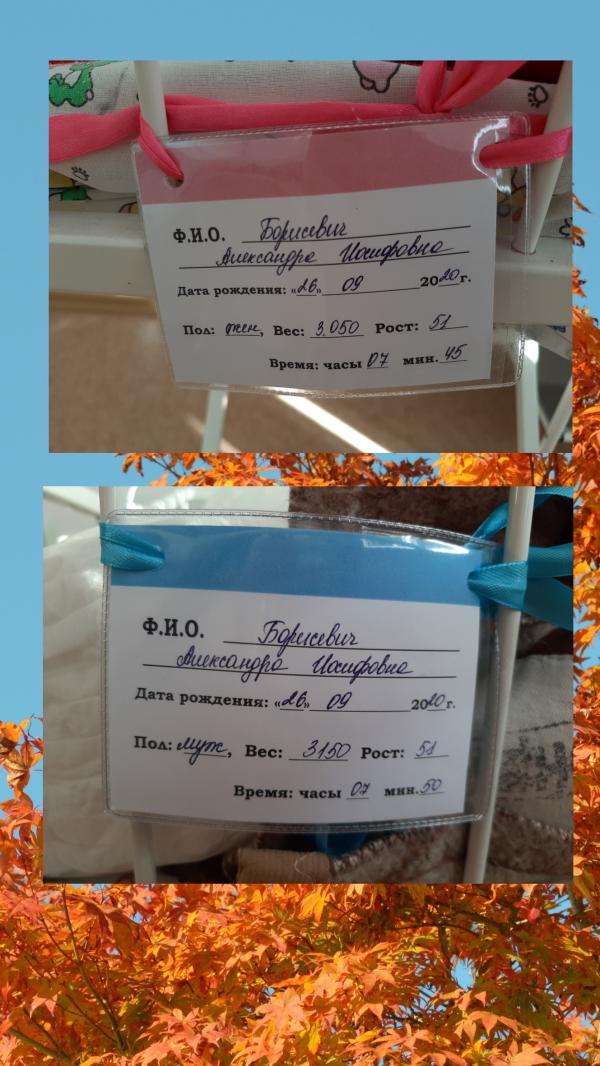 Ф.И.О. Борисевич
Александра Иосифовна
Дата рождения: «26» 09 2020 г.
Пол: жен, Вес: 3.050 Рост: 51
Время: часы 07 мин. 45
Ф.И.О. Борисевич
Александра Иосифовна
Дата рождения: «26» 09 2020 г.
Пол: муж, Вес: 3150 Рост: 51
Время: часы 07 мин. 50